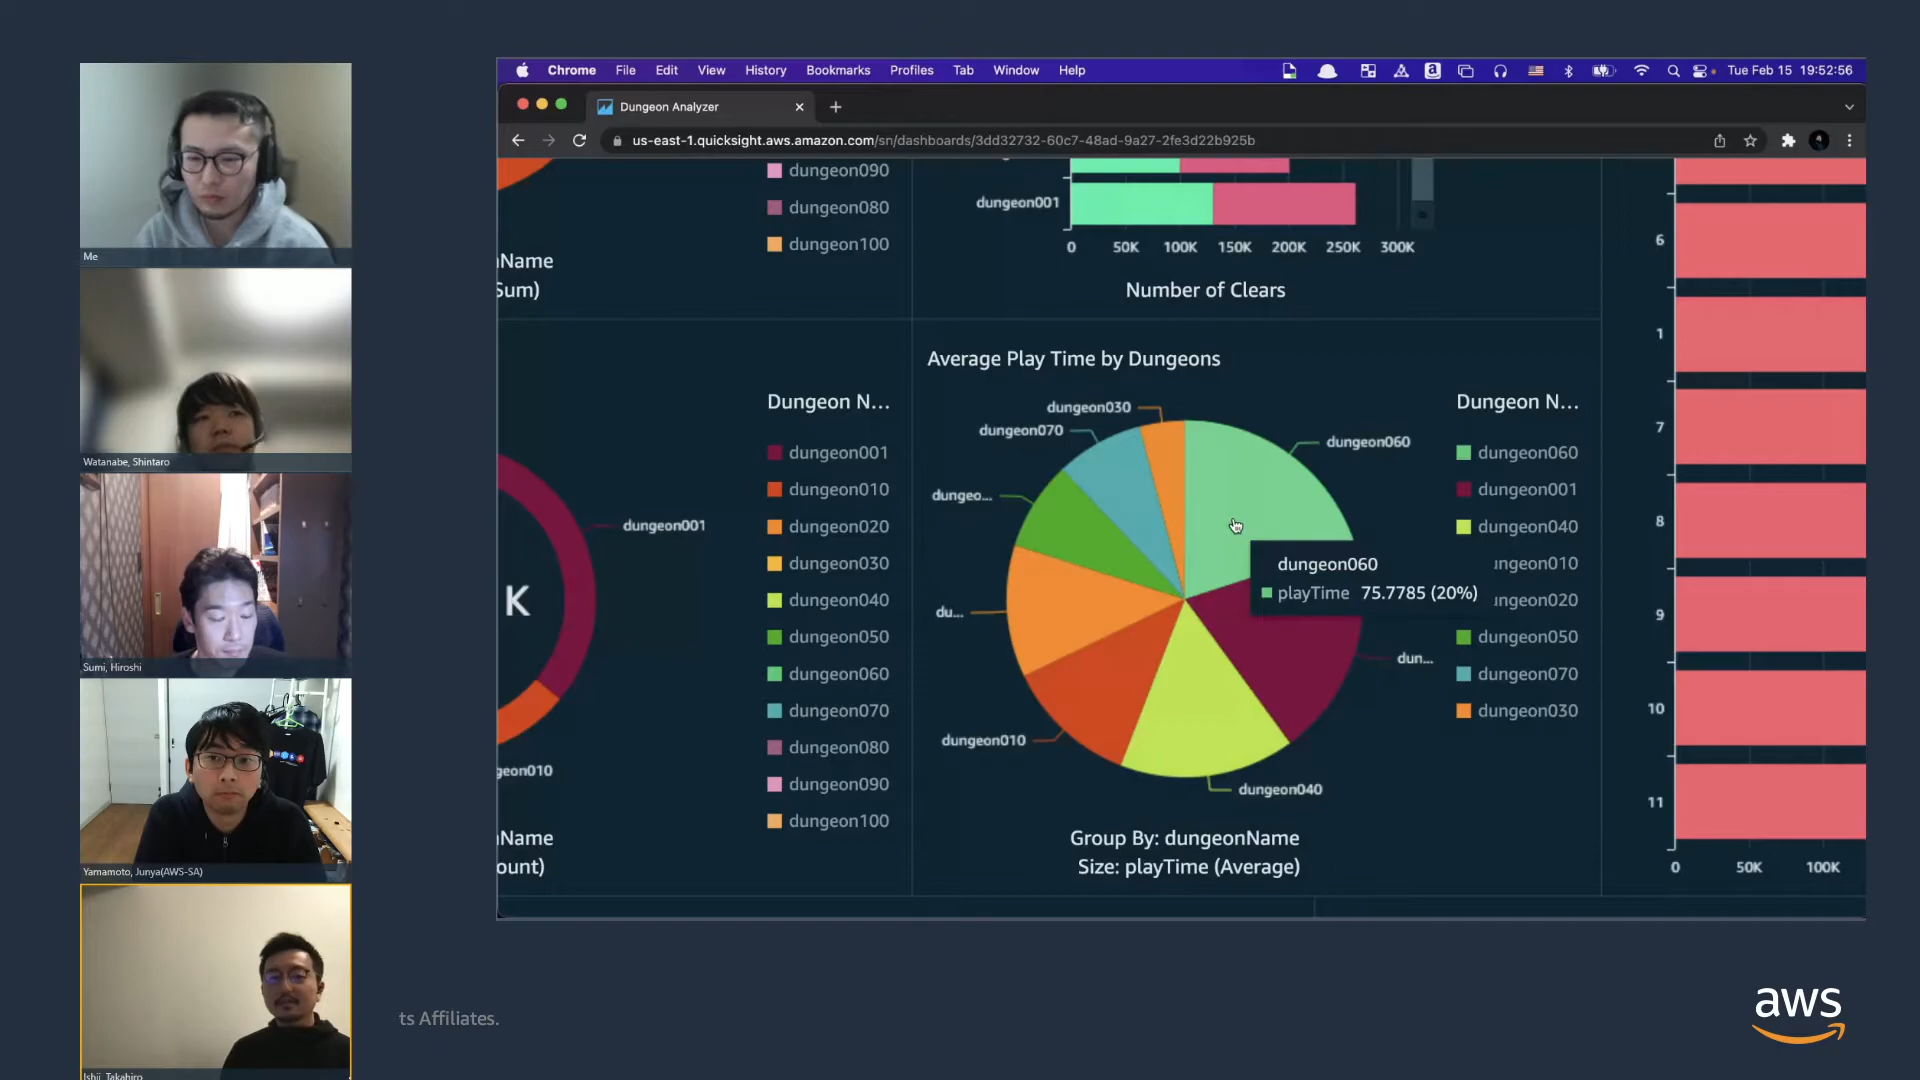 Me
Watanabe, Shintaro
Sumi, Hiroshi
Yamamoto, Junya(AWS-SA)
Ishii, Takahiro
Chrome File Edit View History Bookmarks Profiles Tab Window Help
Tue Feb 15 19:52:56
Dungeon Analyzer
us-east-1.quicksight.aws.amazon.com/sn/dashboards/3dd32732-60c7-48ad-9a27-2fe3d22b925b
dungeon090
dungeon080
dungeon100
Name
Sum)
dungeon001
0 50K 100K 150K 200K 250K 300K
Number of Clears
Dungeon N...
dungeon001
dungeon010
dungeon020
dungeon030
dungeon040
dungeon050
dungeon060
dungeon070
dungeon080
dungeon090
dungeon100
dungeon001
K
geon010
Name
ount)
Average Play Time by Dungeons
dungeon030
dungeon070
dungeo...
du...
dungeon010
dungeon040
dun...
dungeon060
dungeon060
playTime 75.7785 (20%)
Group By: dungeonName
Size: playTime (Average)
Dungeon N...
dungeon060
dungeon001
dungeon040
ngeon010
ngeon020
dungeon050
dungeon070
dungeon030
6
1
7
8
9
10
11
0 50K 100K
ts Affiliates.
aws